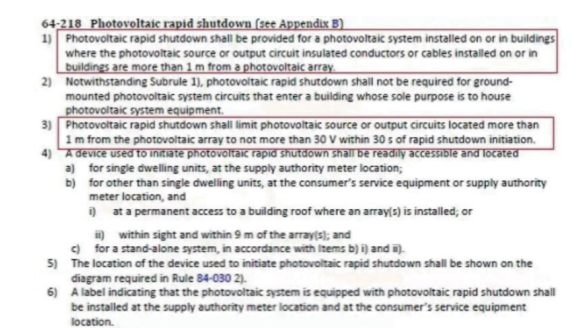 64-218 Photovoltaic rapid shutdown (see Appendix B)
1) Photovoltaic rapid shutdown shall be provided for a photovoltaic system installed on or in buildings
where the photovoltaic source or output circuit insulated conductors or cables installed on or in
buildings are more than 1 m from a photovoltaic array.
2) Notwithstanding Subrule 1), photovoltaic rapid shutdown shall not be required for ground-
mounted photovoltaic system circuits that enter a building whose sole purpose is to house
photovoltaic system equipment.
3) Photovoltaic rapid shutdown shall limit photovoltaic source or output circuits located more than
1 m from the photovoltaic array to not more than 30 V within 30 s of rapid shutdown initiation.
4) A device used to initiate photovoltaic rapid shutdown shall be readily accessible and located
a) for single dwelling units, at the supply authority meter location;
b) for other than single dwelling units, at the consumer's service equipment or supply authority
meter location, and
i) at a permanent access to a building roof where an array(s) is installed; or
ii) within sight and within 9 m of the array(s); and
c) for a stand-alone system, in accordance with Items b) i) and ii).
5) The location of the device used to initiate photovoltaic rapid shutdown shall be shown on the
diagram required in Rule 84-030 2).
6) A label indicating that the photovoltaic system is equipped with photovoltaic rapid shutdown shall
be installed at the supply authority meter location and at the consumer's service equipment
location.